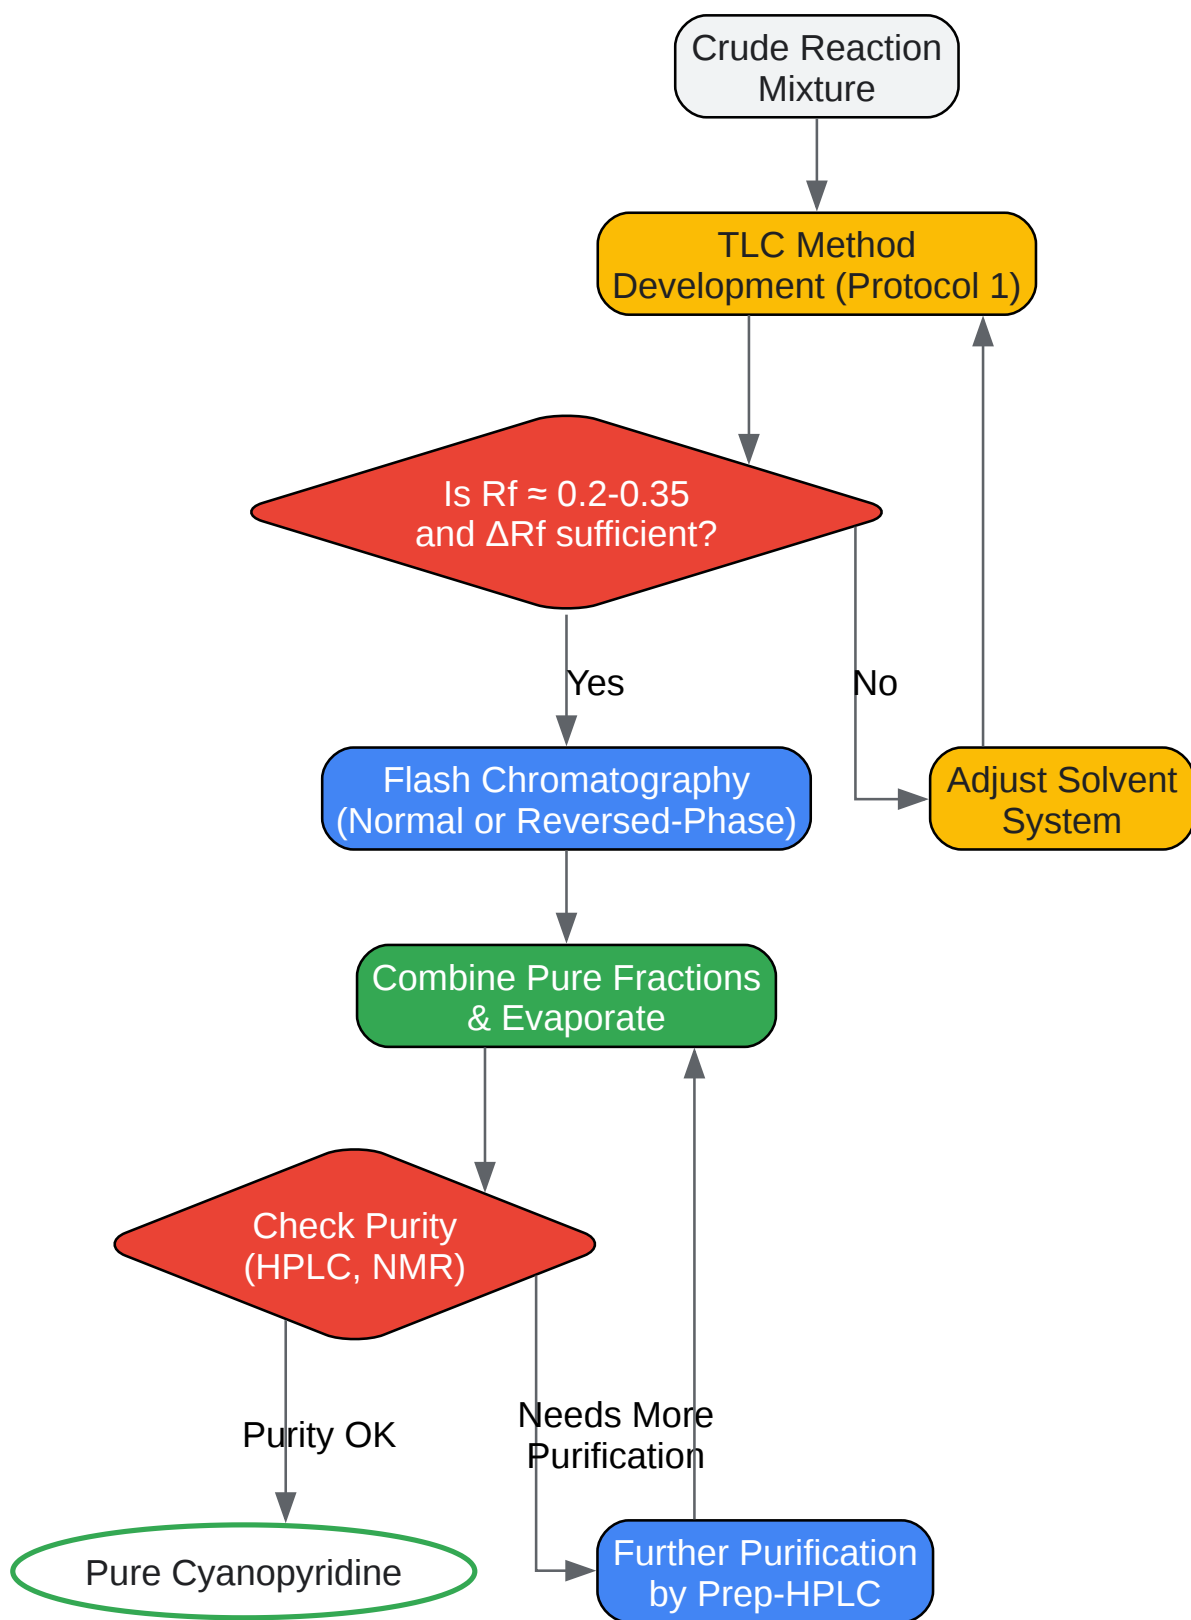 Crude Reaction
Mixture
TLC Method
Development (Protocol 1)
Is Rf ≈ 0.2-0.35
and ΔRf sufficient?
Yes
No
Flash Chromatography
(Normal or Reversed-Phase)
Adjust Solvent
System
Combine Pure Fractions
& Evaporate
Check Purity
(HPLC, NMR)
Purity OK
Needs More
Purification
Pure Cyanopyridine
Further Purification
by Prep-HPLC